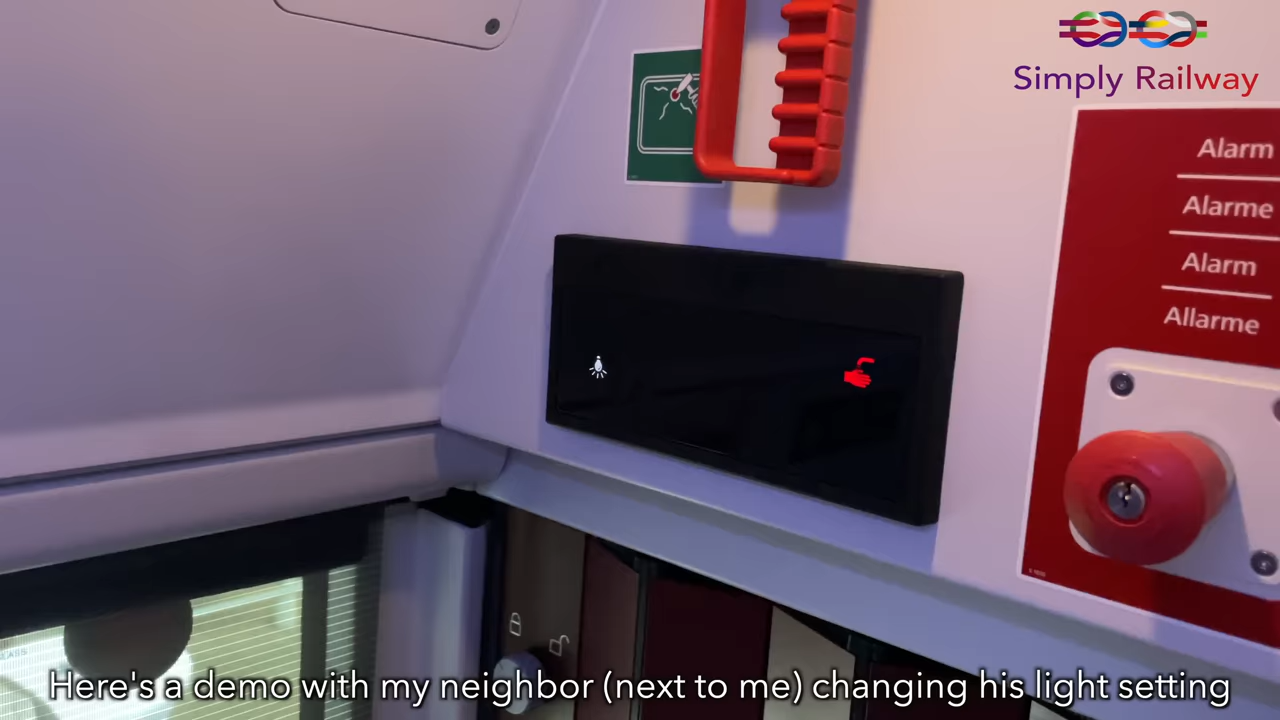 Simply Railway
Alarm
Alarme
Alarm
Allarme
Here's a demo with my neighbor (next to me) changing his light setting